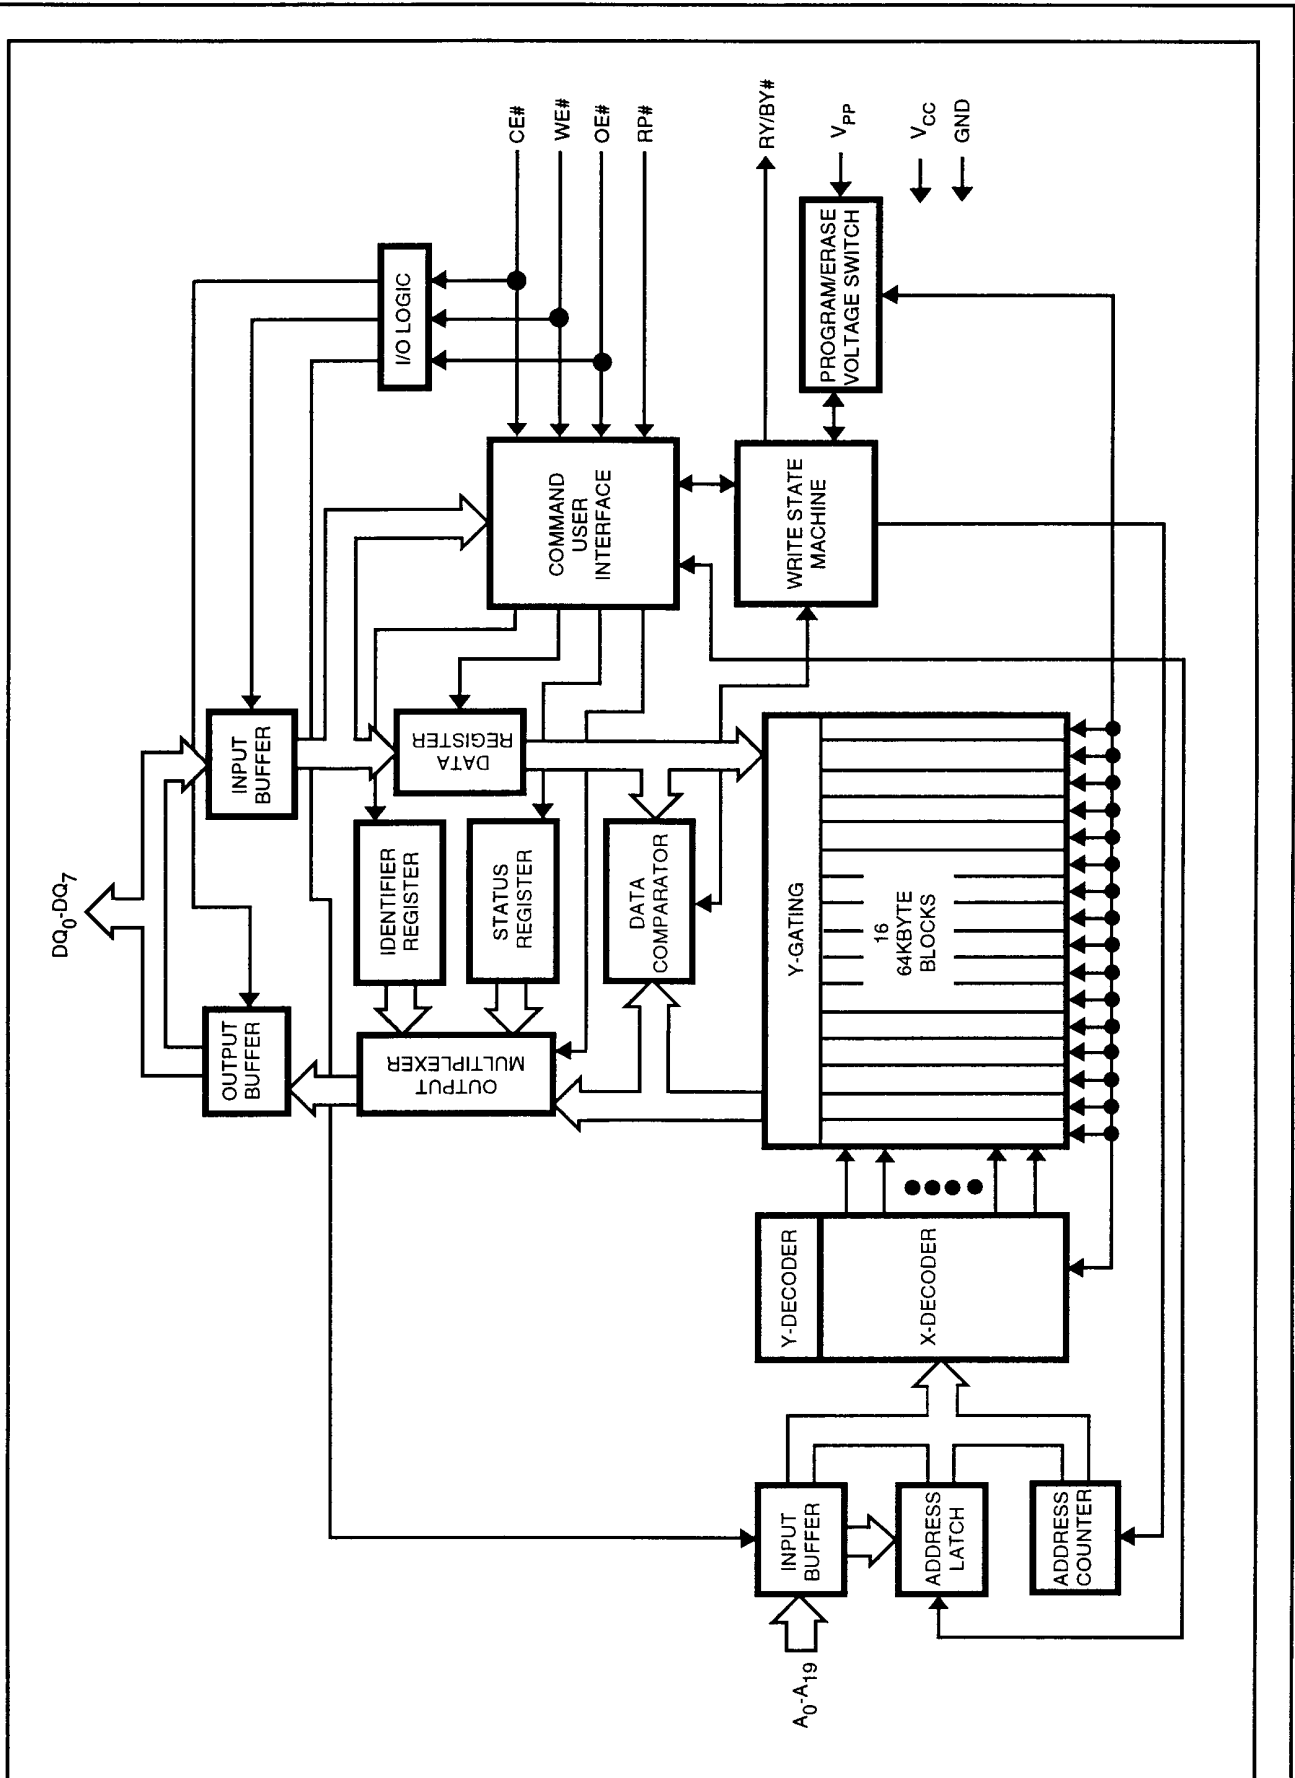 DQ0-DQ7
OUTPUT
BUFFER
INPUT
BUFFER
I/O LOGIC
CE#
WE#
OE#
RP#
IDENTIFIER
REGISTER
STATUS
REGISTER
DATA
REGISTER
OUTPUT
MULTIPLEXER
DATA
COMPARATOR
COMMAND
USER
INTERFACE
WRITE STATE
MACHINE
RY/BY#
PROGRAM/ERASE
VOLTAGE SWITCH
VPP
VCC
GND
Y-GATING
16
64KBYTE
BLOCKS
Y-DECODER
X-DECODER
A0-A19
INPUT
BUFFER
ADDRESS
LATCH
ADDRESS
COUNTER